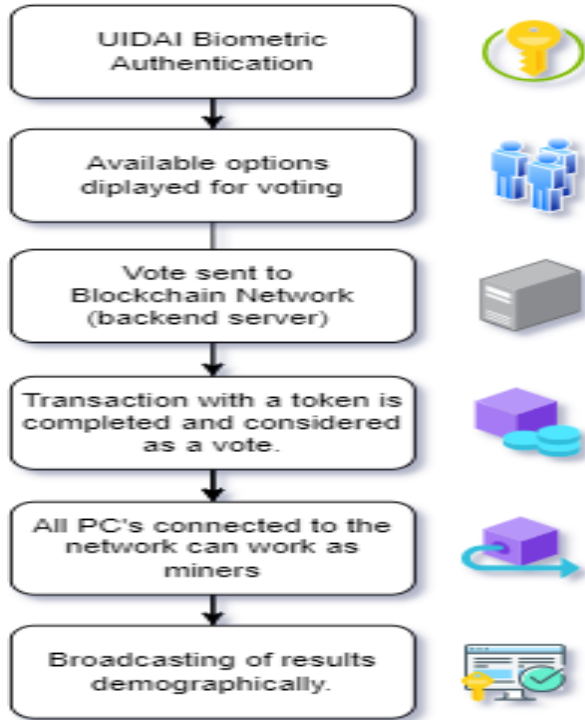 UIDAI Biometric
Authentication
Available options
diplayed for voting
Vote sent to
Blockchain Network
(backend server)
Transaction with a token is
completed and considered
as a vote.
All PC's connected to the
network can work as
miners
Broadcasting of results
demographically.